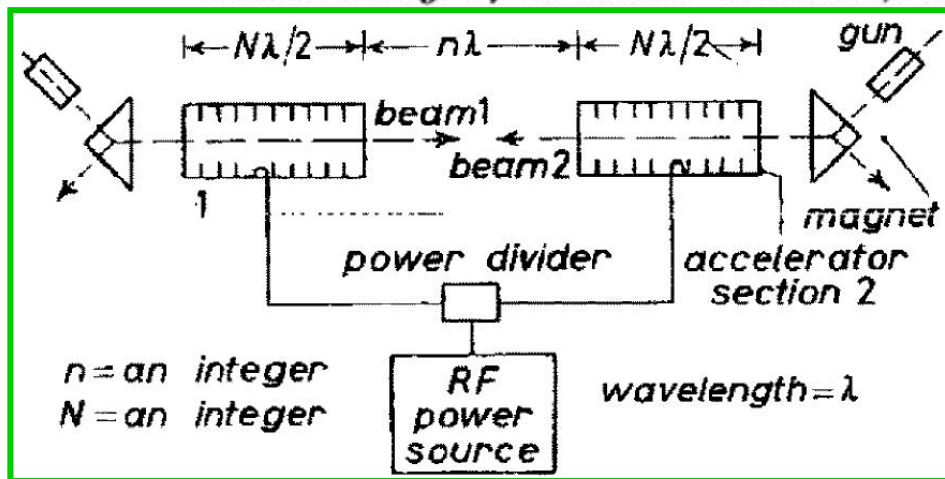 Nλ/2 nλ Nλ/2 gun
beam1
beam2
1
magnet
power divider accelerator
section 2
n = an integer
N = an integer
RF
power
source
wavelength = λ